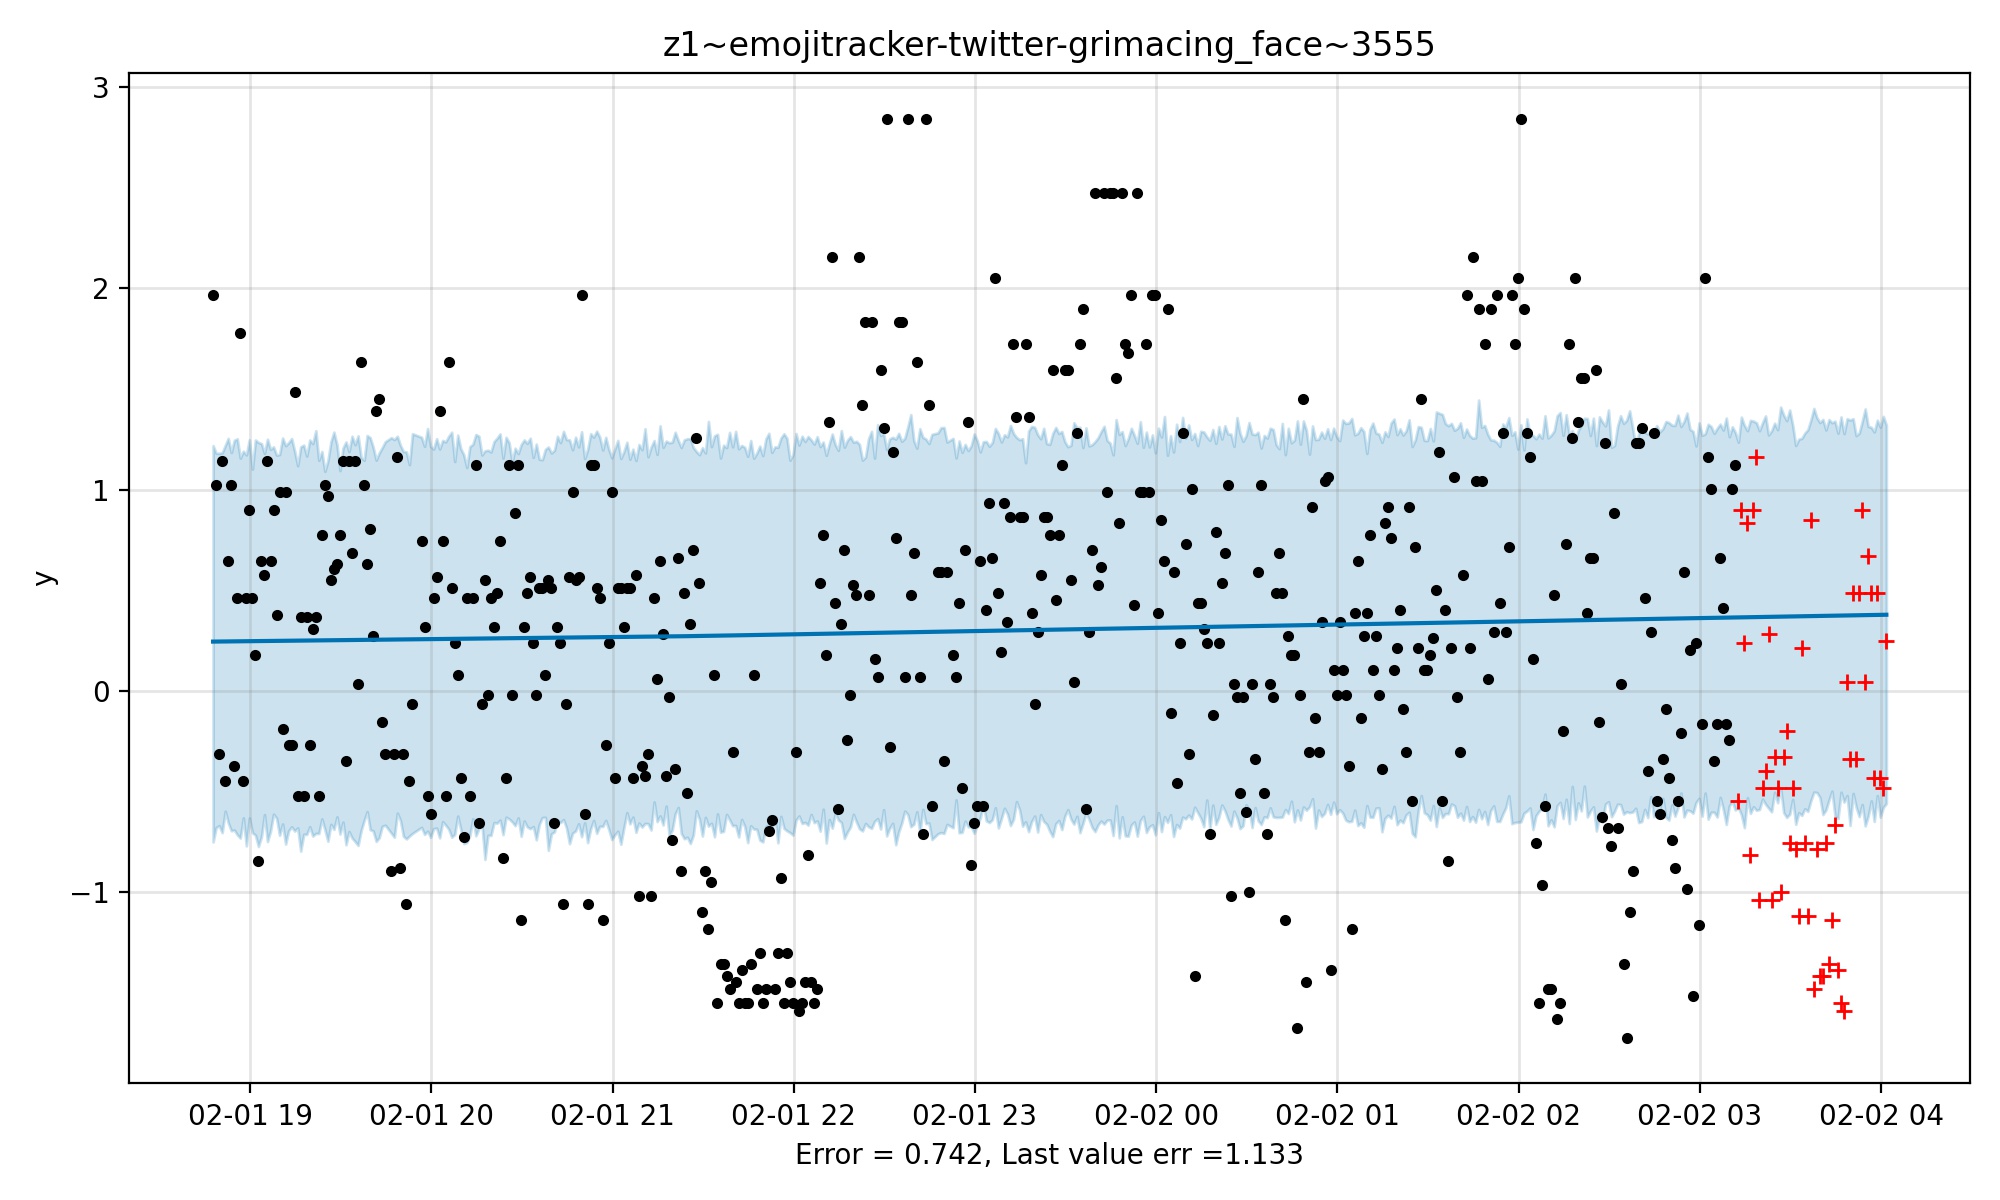 z1~emojitracker-twitter-grimacing_face~3555
3
2
1
0
−1
y
02-01 19 02-01 20 02-01 21 02-01 22 02-01 23 02-02 00 02-02 01 02-02 02 02-02 03 02-02 04
Error = 0.742, Last value err =1.133